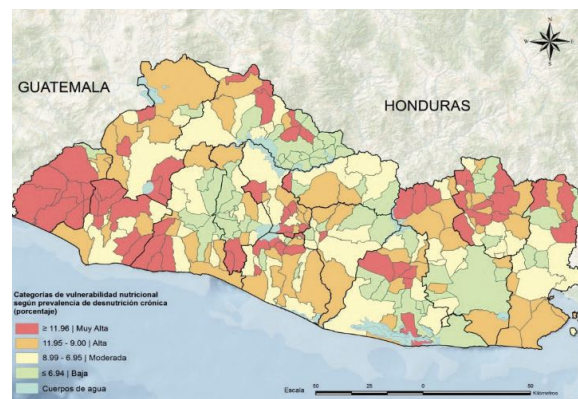 N
W
E
S
GUATEMALA
HONDURAS
Categorías de vulnerabilidad nutricional
según prevalencia de desnutrición crónica
(porcentaje)
≥ 11.96 | Muy Alta
11.95 - 9.00 | Alta
8.99 - 6.95 | Moderada
≤ 6.94 | Baja
Cuerpos de agua
Escala
50 25 0 50
Kilómetros